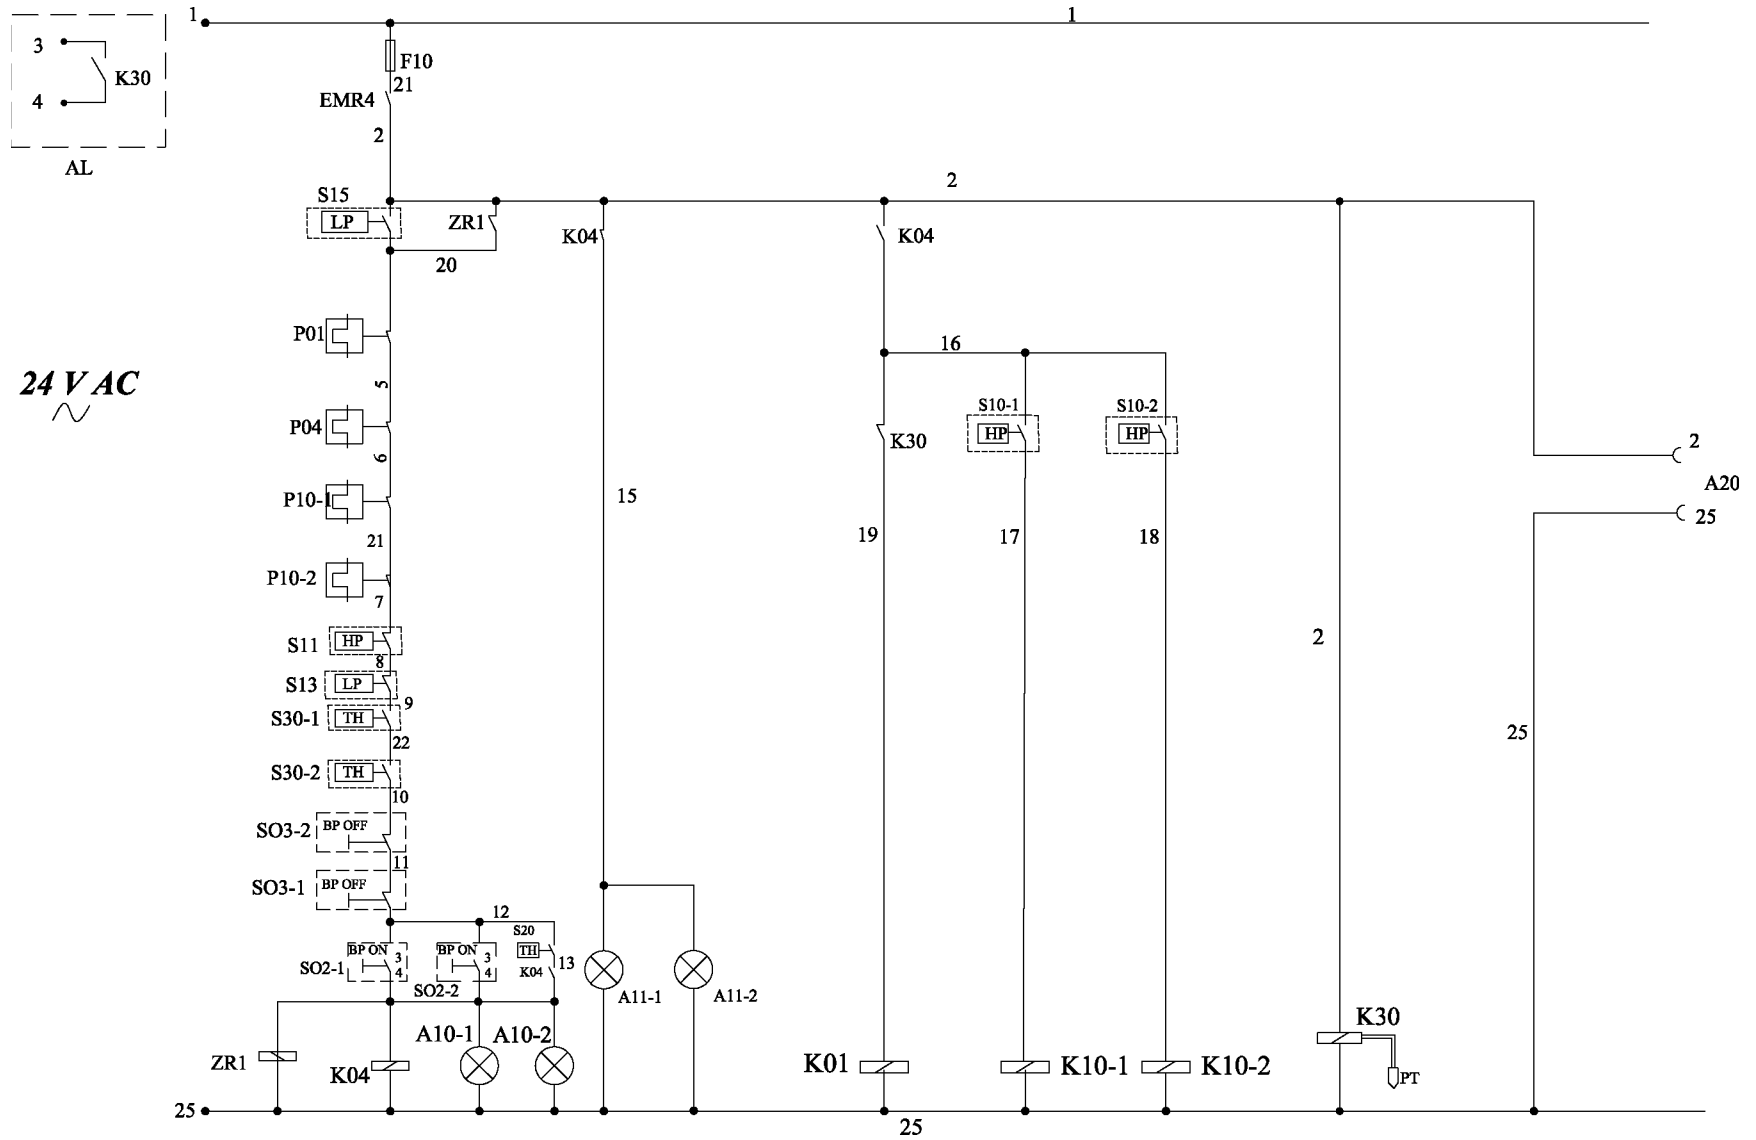 1
1
3
K30
4
AL
F10
21
EMR4
2
2
S15
LP
ZR1
K04
K04
20
P01
16
24 V AC
5
P04
S10-1
HP
S10-2
HP
K30
2
6
A20
P10-1
15
25
21
19
17
18
P10-2
7
S11
HP
2
8
S13
LP
9
S30-1
TH
25
22
S30-2
TH
10
SO3-2
BP OFF
11
SO3-1
BP OFF
12
S20
BP ON
3
BP ON
3
TH
13
SO2-1
4
4
K04
SO2-2
A11-1
A11-2
A10-1
A10-2
K30
ZR1
K04
K01
K10-1
K10-2
PT
25
25